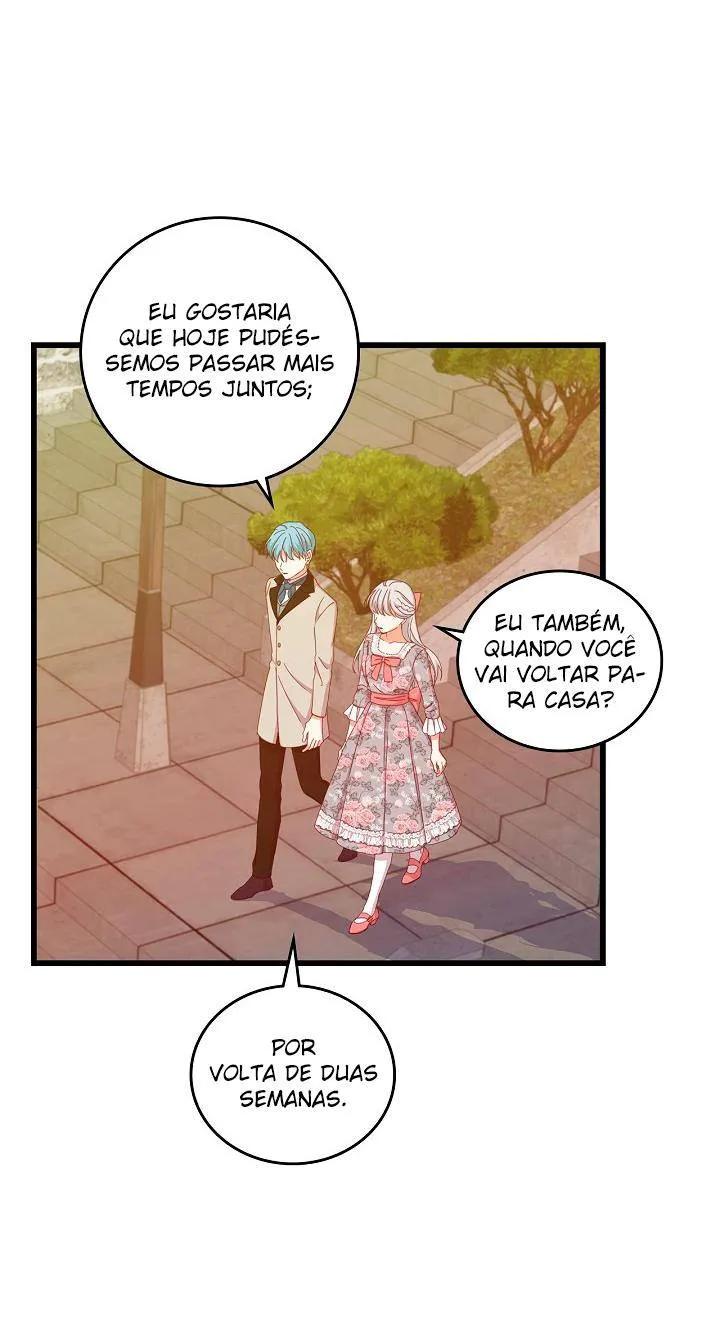 EU GOSTARIA
QUE HOJE PUDÉS-
SEMOS PASSAR MAIS
TEMPOS JUNTOS;
EU TAMBÉM,
QUANDO VOCÊ
VAI VOLTAR PA-
RA CASA?
POR
VOLTA DE DUAS
SEMANAS.